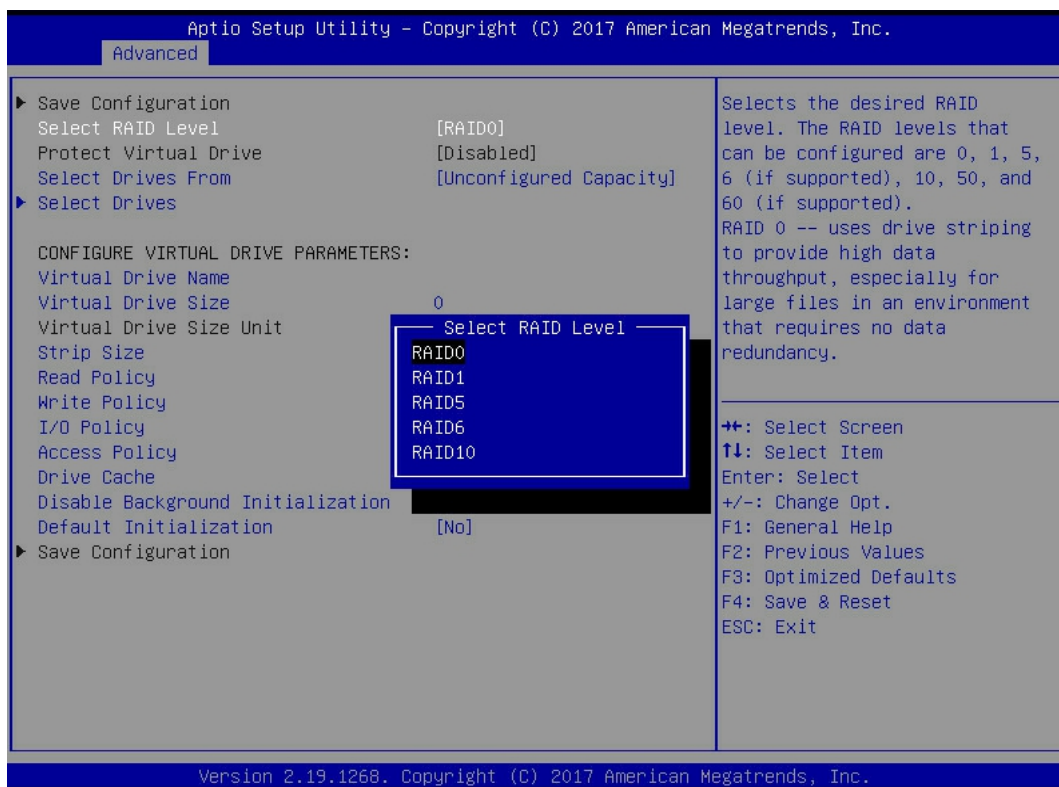 Aptio Setup Utility – Copyright (C) 2017 American Megatrends, Inc.
Advanced
▶ Save Configuration
Select RAID Level [RAID0]
Protect Virtual Drive [Disabled]
Select Drives From [Unconfigured Capacity]
▶ Select Drives
CONFIGURE VIRTUAL DRIVE PARAMETERS:
Virtual Drive Name
Virtual Drive Size 0
Virtual Drive Size Unit
Strip Size
Read Policy
Write Policy
I/O Policy
Access Policy
Drive Cache
Disable Background Initialization
Default Initialization [No]
▶ Save Configuration
Select RAID Level
RAID0
RAID1
RAID5
RAID6
RAID10
Selects the desired RAID
level. The RAID levels that
can be configured are 0, 1, 5,
6 (if supported), 10, 50, and
60 (if supported).
RAID 0 -- uses drive striping
to provide high data
throughput, especially for
large files in an environment
that requires no data
redundancy.
→←: Select Screen
↑↓: Select Item
Enter: Select
+/-: Change Opt.
F1: General Help
F2: Previous Values
F3: Optimized Defaults
F4: Save & Reset
ESC: Exit
Version 2.19.1268. Copyright (C) 2017 American Megatrends, Inc.